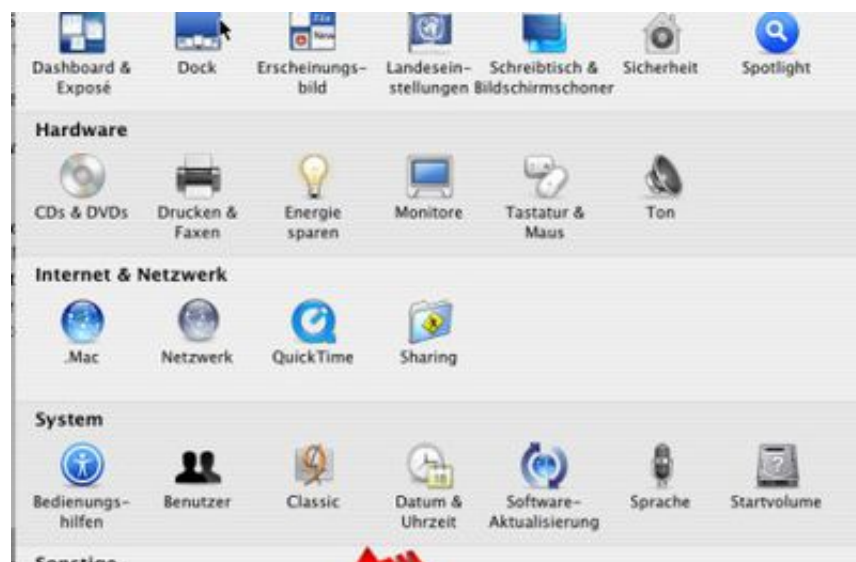 Dashboard & Exposé
Dock
Erscheinungs-
bild
Landesein-
stellungen
Schreibtisch &
Bildschirmschoner
Sicherheit
Spotlight
Hardware
CDs & DVDs
Drucken &
Faxen
Energie
sparen
Monitore
Tastatur &
Maus
Ton
Internet & Netzwerk
.Mac
Netzwerk
QuickTime
Sharing
System
Bedienungs-
hilfen
Benutzer
Classic
Datum &
Uhrzeit
Software-
Aktualisierung
Sprache
Startvolume
Sonstige